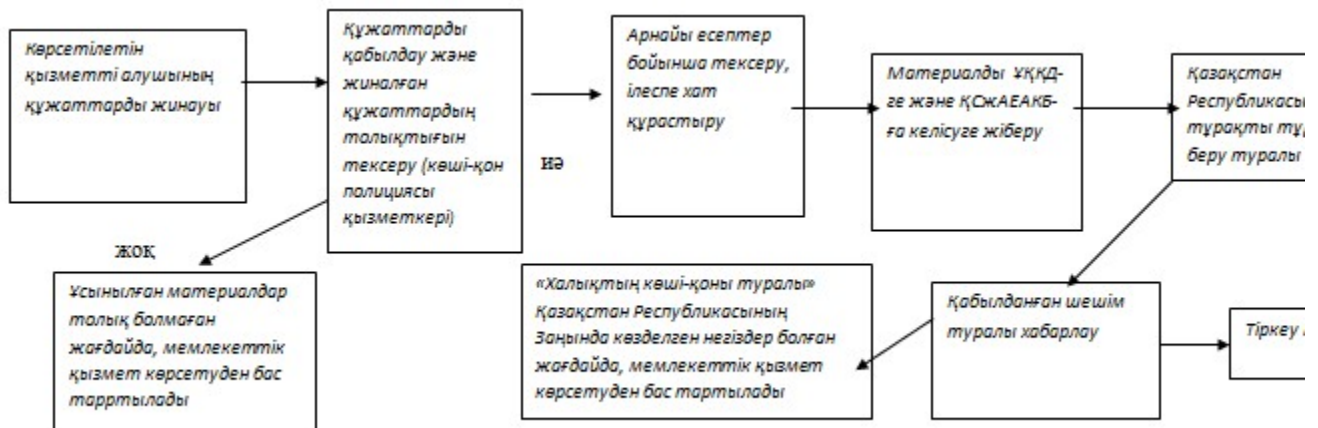 Көрсетілетін
қызметті алушының
құжаттарды жинауы
Құжаттарды
қабылдау және
жиналған
құжаттардың
толықтығын
тексеру (көші-қон
полициясы
қызметкері)
иә
Арнайы есептер
бойынша тексеру,
ілеспе хат
құрастыру
Материалды ҰҚКД-
ге және ҚСжАЕАКБ-
ға келісуге жіберу
Қазақстан
тұрақты
беру туралы
жоқ
Ұсынылған материалдар
толық болмаған
жағдайда, мемлекеттік
қызмет көрсетуден бас
тарртылады
«Халықтың көші-қоны туралы»
Қазақстан Республикасының
Заңында көзделген негіздер болған
жағдайда, мемлекеттік қызмет
көрсетуден бас тартылады
Қабылданған шешім
туралы хабарлау
Тіркеу